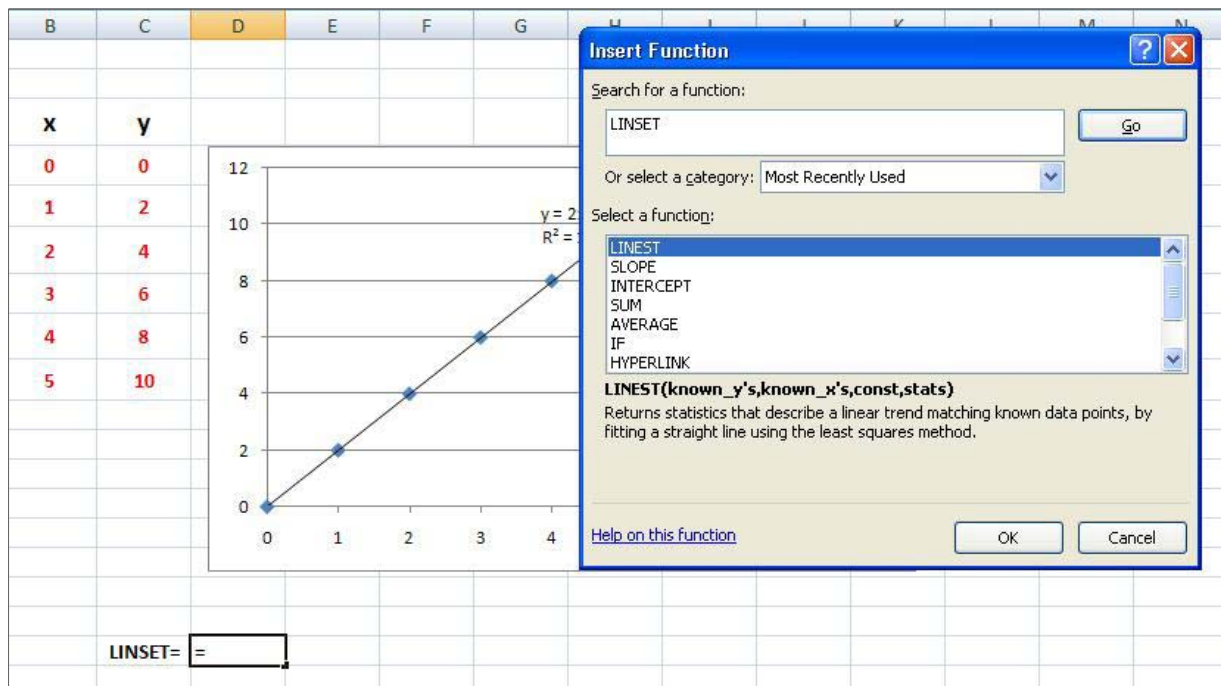 B C D E F G
Insert Function
Search for a function:
LINSET
Go
Or select a category: Most Recently Used
Select a function:
LINEST
SLOPE
INTERCEPT
SUM
AVERAGE
IF
HYPERLINK
LINEST(known_y's,known_x's,const,stats)
Returns statistics that describe a linear trend matching known data points, by
fitting a straight line using the least squares method.
Help on this function
OK Cancel
x y
0 0
1 2
2 4
3 6
4 8
5 10
12
10
8
6
4
2
0
0 1 2 3 4
y = 2
R² =
LINSET= =